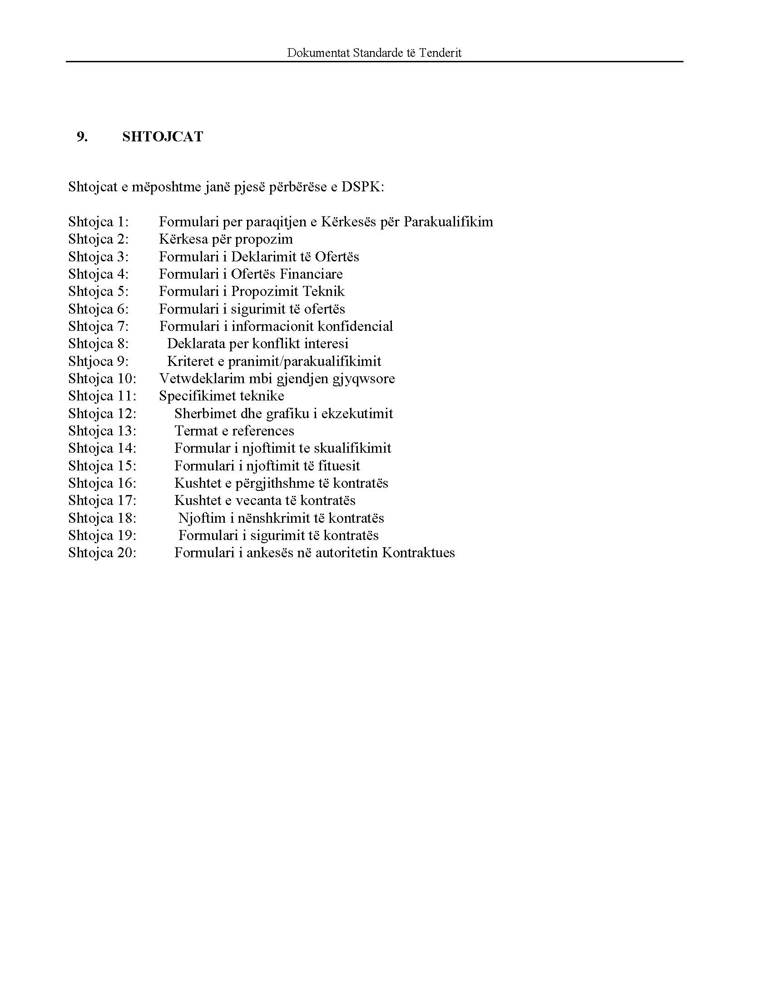 Dokumentat Standarde të Tenderit
9. SHTOJCAT
Shtojcat e mëposhtme janë pjesë përbërëse e DSPK:
Shtojca 1: Formulari per paraqitjen e Kërkesës për Parakualifikim
Shtojca 2: Kërkesa për propozim
Shtojca 3: Formulari i Deklarimit të Ofertës
Shtojca 4: Formulari i Ofertës Financiare
Shtojca 5: Formulari i Propozimit Teknik
Shtojca 6: Formulari i sigurimit të ofertës
Shtojca 7: Formulari i informacionit konfidencial
Shtojca 8: Deklarata per konflikt interesi
Shtjoca 9: Kriteret e pranimit/parakualifikimit
Shtojca 10: Vetwdeklarim mbi gjendjen gjyqwsore
Shtojca 11: Specifikimet teknike
Shtojca 12: Sherbimet dhe grafiku i ekzekutimit
Shtojca 13: Termat e references
Shtojca 14: Formular i njoftimit te skualifikimit
Shtojca 15: Formulari i njoftimit të fituesit
Shtojca 16: Kushtet e përgjithshme të kontratës
Shtojca 17: Kushtet e vecanta të kontratës
Shtojca 18: Njoftim i nënshkrimit të kontratës
Shtojca 19: Formulari i sigurimit të kontratës
Shtojca 20: Formulari i ankesës në autoritetin Kontraktues